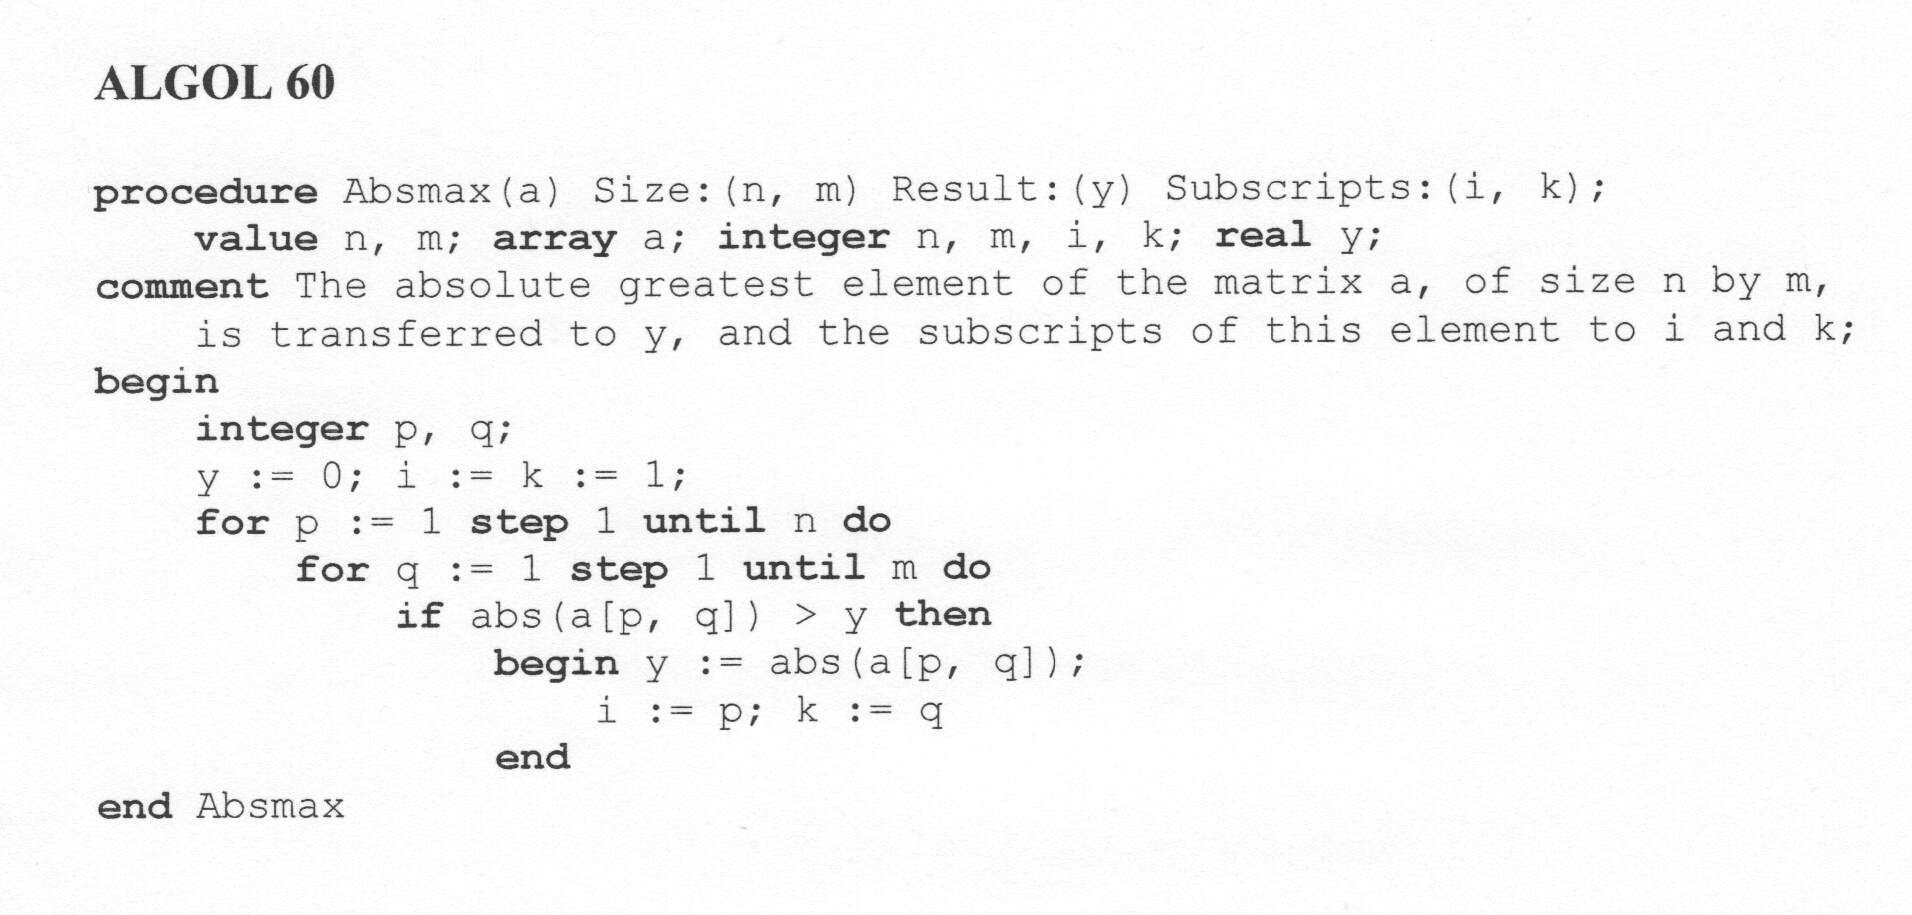 ALGOL 60
procedure Absmax(a) Size:(n, m) Result:(y) Subscripts:(i, k);
value n, m; array a; integer n, m, i, k; real y;
comment The absolute greatest element of the matrix a, of size n by m,
is transferred to y, and the subscripts of this element to i and k;
begin
integer p, q;
y := 0; i := k := 1;
for p := 1 step 1 until n do
for q := 1 step 1 until m do
if abs(a[p, q]) > y then
begin y := abs(a[p, q]);
i := p; k := q
end
end Absmax